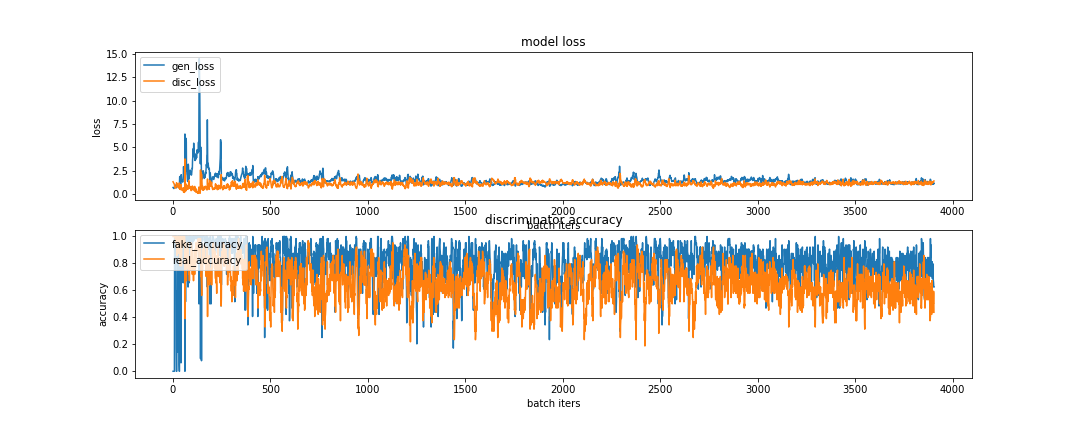 model loss
15.0
12.5
10.0
7.5
5.0
2.5
0.0
loss
gen_loss
disc_loss
0 500 1000 1500 2000 2500 3000 3500 4000
batch iters
discriminator accuracy
1.0
0.8
0.6
0.4
0.2
0.0
accuracy
fake_accuracy
real_accuracy
0 500 1000 1500 2000 2500 3000 3500 4000
batch iters